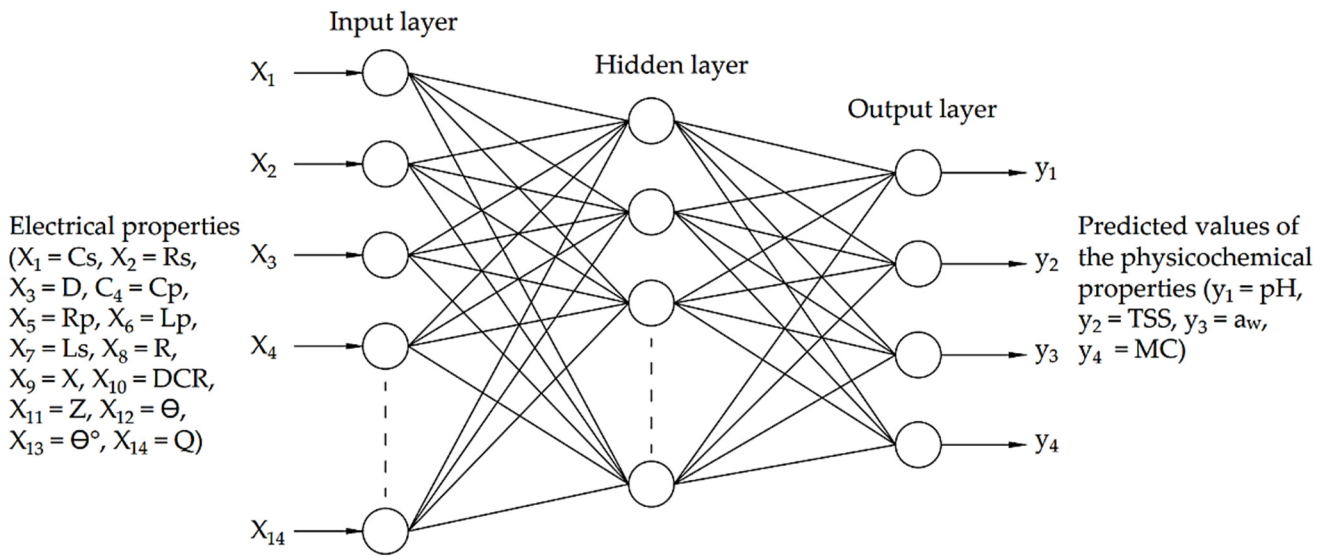 Input layer
Hidden layer
Output layer
X₁
X₂
X₃
X₄
X₁₄
Electrical properties
(X₁ = Cs, X₂ = Rs,
X₃ = D, C₄ = Cp,
X₅ = Rp, X₆ = Lp,
X₇ = Ls, X₈ = R,
X₉ = X, X₁₀ = DCR,
X₁₁ = Z, X₁₂ = Θ,
X₁₃ = Θ°, X₁₄ = Q)
y₁
y₂
y₃
y₄
Predicted values of
the physicochemical
properties (y₁ = pH,
y₂ = TSS, y₃ = a_w,
y₄ = MC)